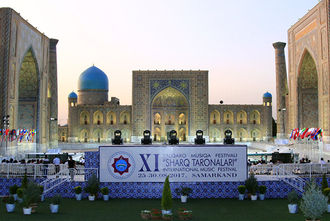 XI XALQARO MUSIQA FESTIVALI
"SHARQ TARONALARI"
INTERNATIONAL MUSIC FESTIVAL
25-30.08.2017. SAMARKAND